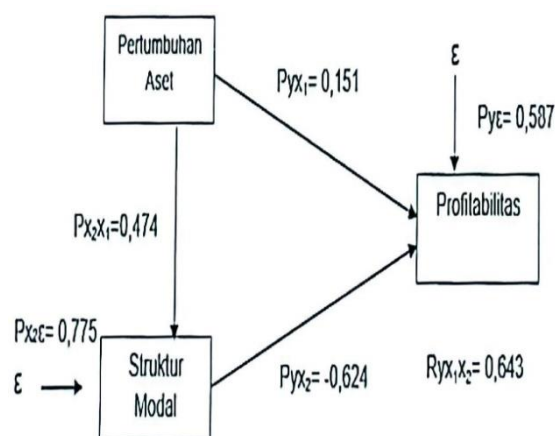 Pertumbuhan
Aset
Pyx₁= 0,151
ε
Pyε= 0,587
Profilabilitas
Px₂x₁=0,474
Px₂ε= 0,775
ε
Struktur
Modal
Pyx₂= -0,624
Ryx₁x₂= 0,643